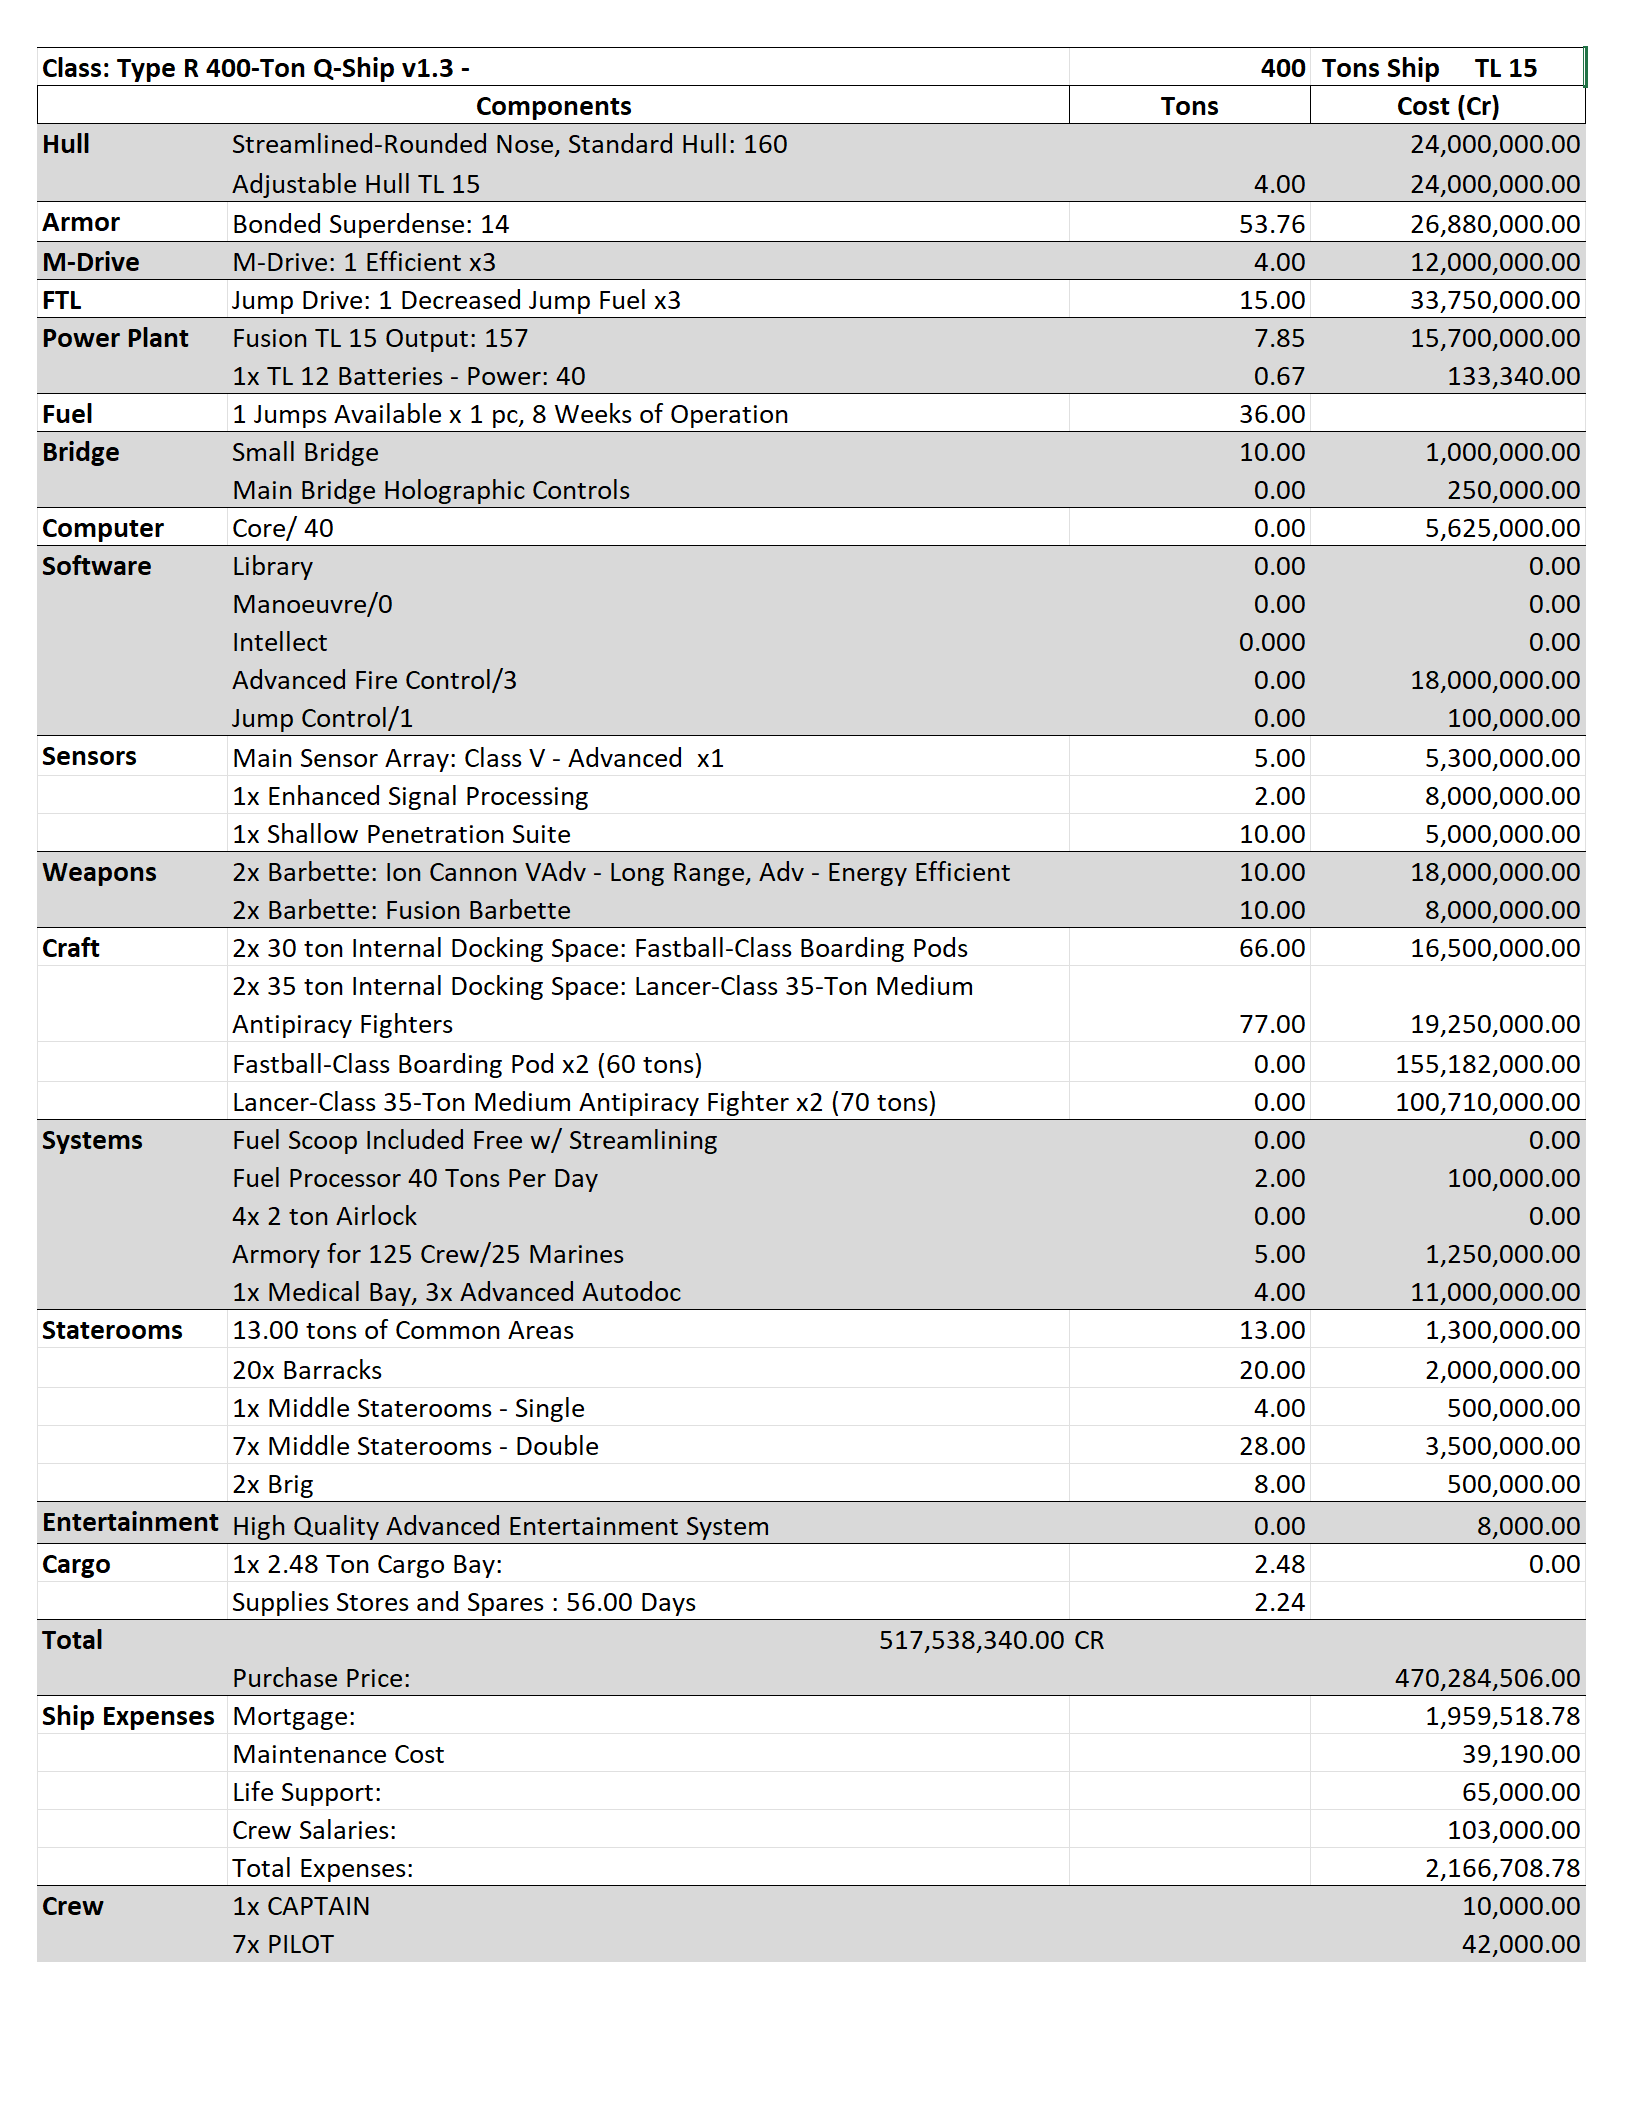 Class: Type R 400-Ton Q-Ship v1.3 - 400 Tons Ship TL 15
Components Tons Cost (Cr)
Hull Streamlined-Rounded Nose, Standard Hull: 160 24,000,000.00
Adjustable Hull TL 15 4.00 24,000,000.00
Armor Bonded Superdense: 14 53.76 26,880,000.00
M-Drive M-Drive: 1 Efficient x3 4.00 12,000,000.00
FTL Jump Drive: 1 Decreased Jump Fuel x3 15.00 33,750,000.00
Power Plant Fusion TL 15 Output: 157 7.85 15,700,000.00
1x TL 12 Batteries - Power: 40 0.67 133,340.00
Fuel 1 Jumps Available x 1 pc, 8 Weeks of Operation 36.00
Bridge Small Bridge 10.00 1,000,000.00
Main Bridge Holographic Controls 0.00 250,000.00
Computer Core/ 40 0.00 5,625,000.00
Software Library 0.00 0.00
Manoeuvre/0 0.00 0.00
Intellect 0.000 0.00
Advanced Fire Control/3 0.00 18,000,000.00
Jump Control/1 0.00 100,000.00
Sensors Main Sensor Array: Class V - Advanced x1 5.00 5,300,000.00
1x Enhanced Signal Processing 2.00 8,000,000.00
1x Shallow Penetration Suite 10.00 5,000,000.00
Weapons 2x Barbette: Ion Cannon VAdv - Long Range, Adv - Energy Efficient 10.00 18,000,000.00
2x Barbette: Fusion Barbette 10.00 8,000,000.00
Craft 2x 30 ton Internal Docking Space: Fastball-Class Boarding Pods 66.00 16,500,000.00
2x 35 ton Internal Docking Space: Lancer-Class 35-Ton Medium
Antipiracy Fighters 77.00 19,250,000.00
Fastball-Class Boarding Pod x2 (60 tons) 0.00 155,182,000.00
Lancer-Class 35-Ton Medium Antipiracy Fighter x2 (70 tons) 0.00 100,710,000.00
Systems Fuel Scoop Included Free w/ Streamlining 0.00 0.00
Fuel Processor 40 Tons Per Day 2.00 100,000.00
4x 2 ton Airlock 0.00 0.00
Armory for 125 Crew/25 Marines 5.00 1,250,000.00
1x Medical Bay, 3x Advanced Autodoc 4.00 11,000,000.00
Staterooms 13.00 tons of Common Areas 13.00 1,300,000.00
20x Barracks 20.00 2,000,000.00
1x Middle Staterooms - Single 4.00 500,000.00
7x Middle Staterooms - Double 28.00 3,500,000.00
2x Brig 8.00 500,000.00
Entertainment High Quality Advanced Entertainment System 0.00 8,000.00
Cargo 1x 2.48 Ton Cargo Bay: 2.48 0.00
Supplies Stores and Spares : 56.00 Days 2.24
Total 517,538,340.00 CR
Purchase Price: 470,284,506.00
Ship Expenses Mortgage: 1,959,518.78
Maintenance Cost 39,190.00
Life Support: 65,000.00
Crew Salaries: 103,000.00
Total Expenses: 2,166,708.78
Crew 1x CAPTAIN 10,000.00
7x PILOT 42,000.00